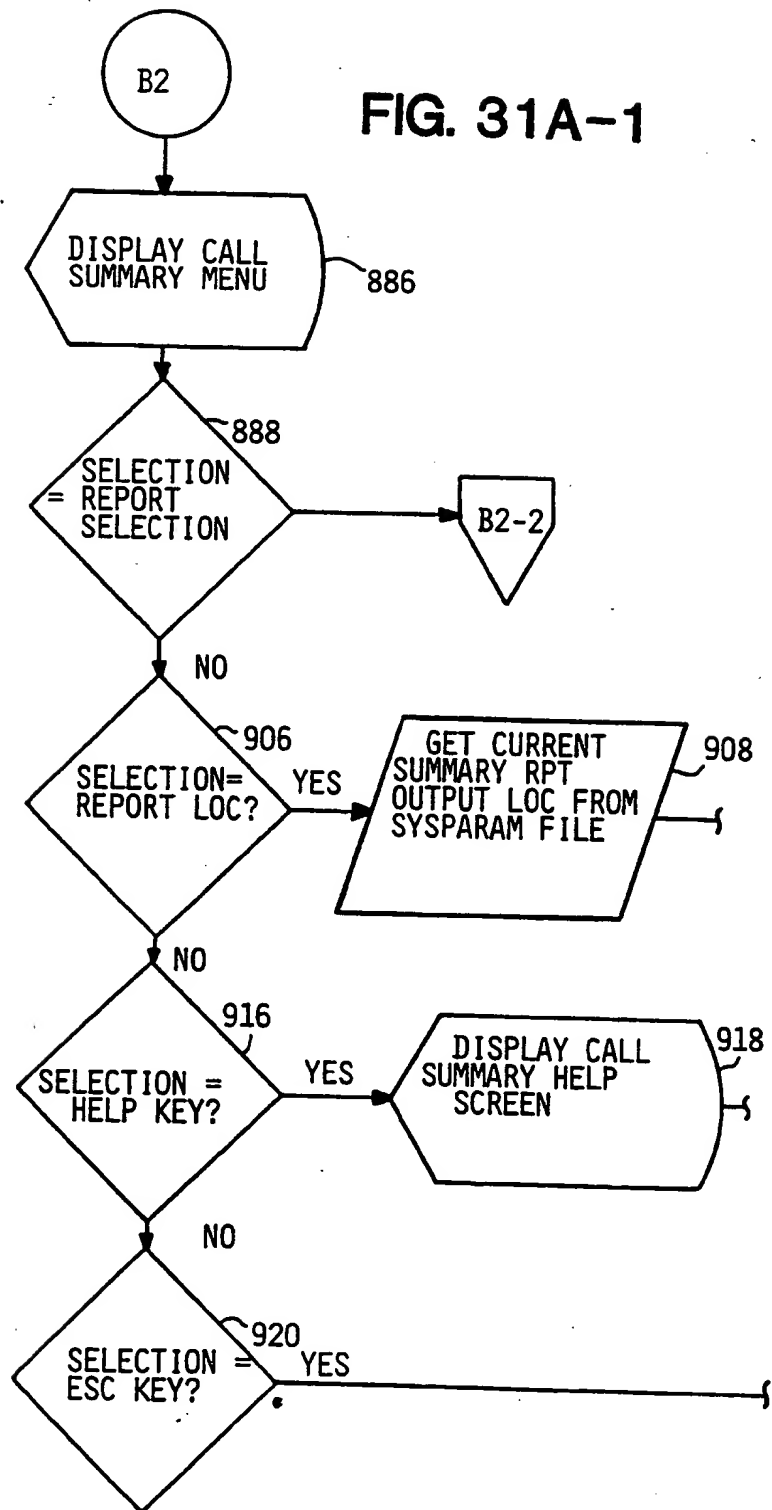 B2
FIG. 31A-1
DISPLAY CALL
SUMMARY MENU
886
888
SELECTION
= REPORT
SELECTION
B2-2
NO
906
SELECTION=
REPORT LOC?
YES
GET CURRENT
SUMMARY RPT
OUTPUT LOC FROM
SYSPARAM FILE
908
NO
916
SELECTION =
HELP KEY?
YES
DISPLAY CALL
SUMMARY HELP
SCREEN
918
NO
920
SELECTION =
ESC KEY?
YES